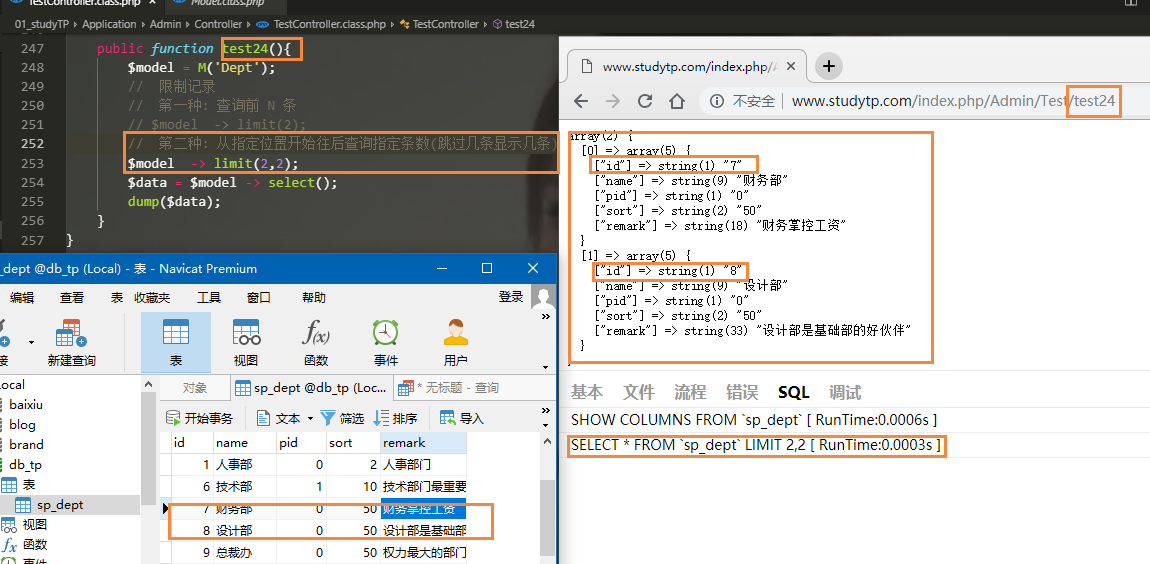 TestController.class.php
Model.class.php
01_studyTP > Application > Admin > Controller > TestController.class.php > TestController > test24
247 public function test24(){
248 $model = M('Dept');
249 // 限制记录
250 // 第一种: 查询前 N 条
251 // $model -> limit(2);
252 // 第二种: 从指定位置开始往后查询指定条数(跳过几条显示几条)
253 $model -> limit(2,2);
254 $data = $model -> select();
255 dump($data);
256 }
257 }
www.studytp.com/index.php/
不安全 www.studytp.com/index.php/Admin/Test/test24
array(2) {
[0] => array(5) {
["id"] => string(1) "7"
["name"] => string(9) "财务部"
["pid"] => string(1) "0"
["sort"] => string(2) "50"
["remark"] => string(18) "财务掌控工资"
}
[1] => array(5) {
["id"] => string(1) "8"
["name"] => string(9) "设计部"
["pid"] => string(1) "0"
["sort"] => string(2) "50"
["remark"] => string(33) "设计部是基础部的好伙伴"
}
基本 文件 流程 错误 SQL 调试
SHOW COLUMNS FROM `sp_dept` [ RunTime:0.0006s ]
SELECT * FROM `sp_dept` LIMIT 2,2 [ RunTime:0.0003s ]
_dept @db_tp (Local) - 表 - Navicat Premium
编辑 查看 表 收藏夹 工具 窗口 帮助 登录
接 新建查询 表 视图 函数 事件 用户
ocal
baixiu
blog
brand
db_tp
表
sp_dept
视图
函数
事件
对象 sp_dept @db_tp (Loc... * 无标题 - 查询
开始事务 文本 筛选 排序 导入
id name pid sort remark
1 人事部 0 2 人事部门
6 技术部 1 10 技术部门最重要
7 财务部 0 50 财务掌控工资
8 设计部 0 50 设计部是基础部
9 总裁办 0 50 权力最大的部门